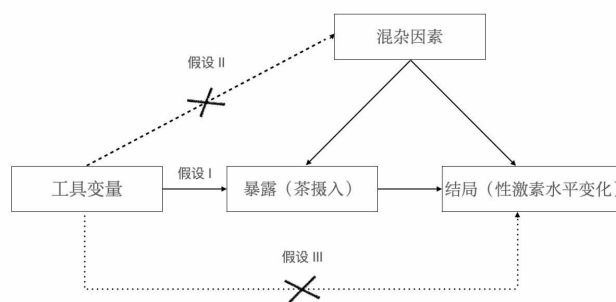 混杂因素
假设 II
工具变量
假设 I
暴露（茶摄入）
结局（性激素水平变化）
假设 III